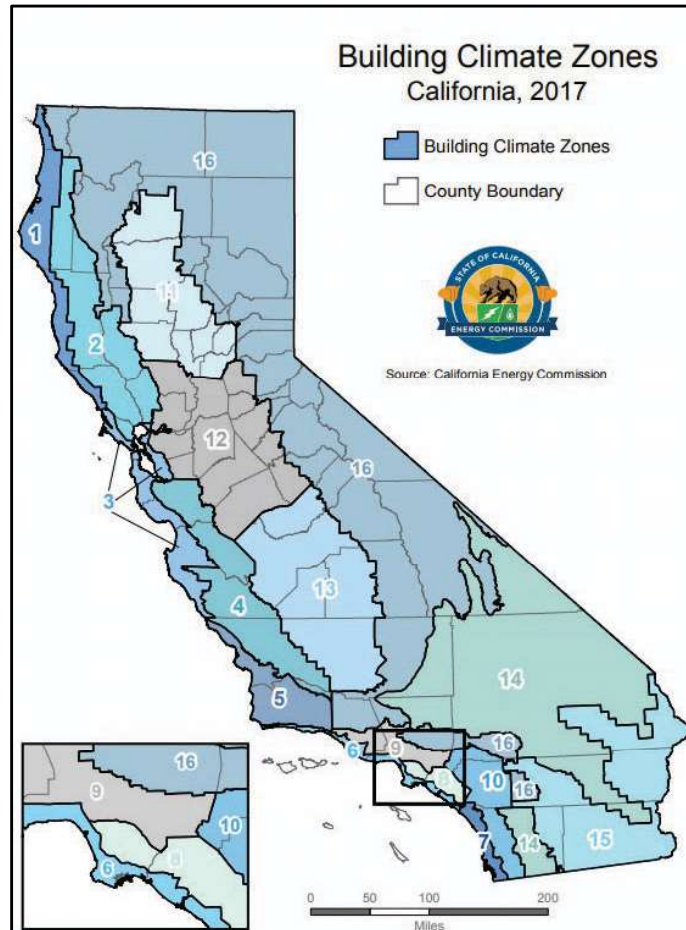 Building Climate Zones
California, 2017
Building Climate Zones
County Boundary
STATE OF CALIFORNIA
ENERGY COMMISSION
Source: California Energy Commission
16
1
11
2
12
16
3
13
4
14
5
6
9
16
8
10
16
7
14
15
16
9
10
8
6
0 50 100 200
Miles